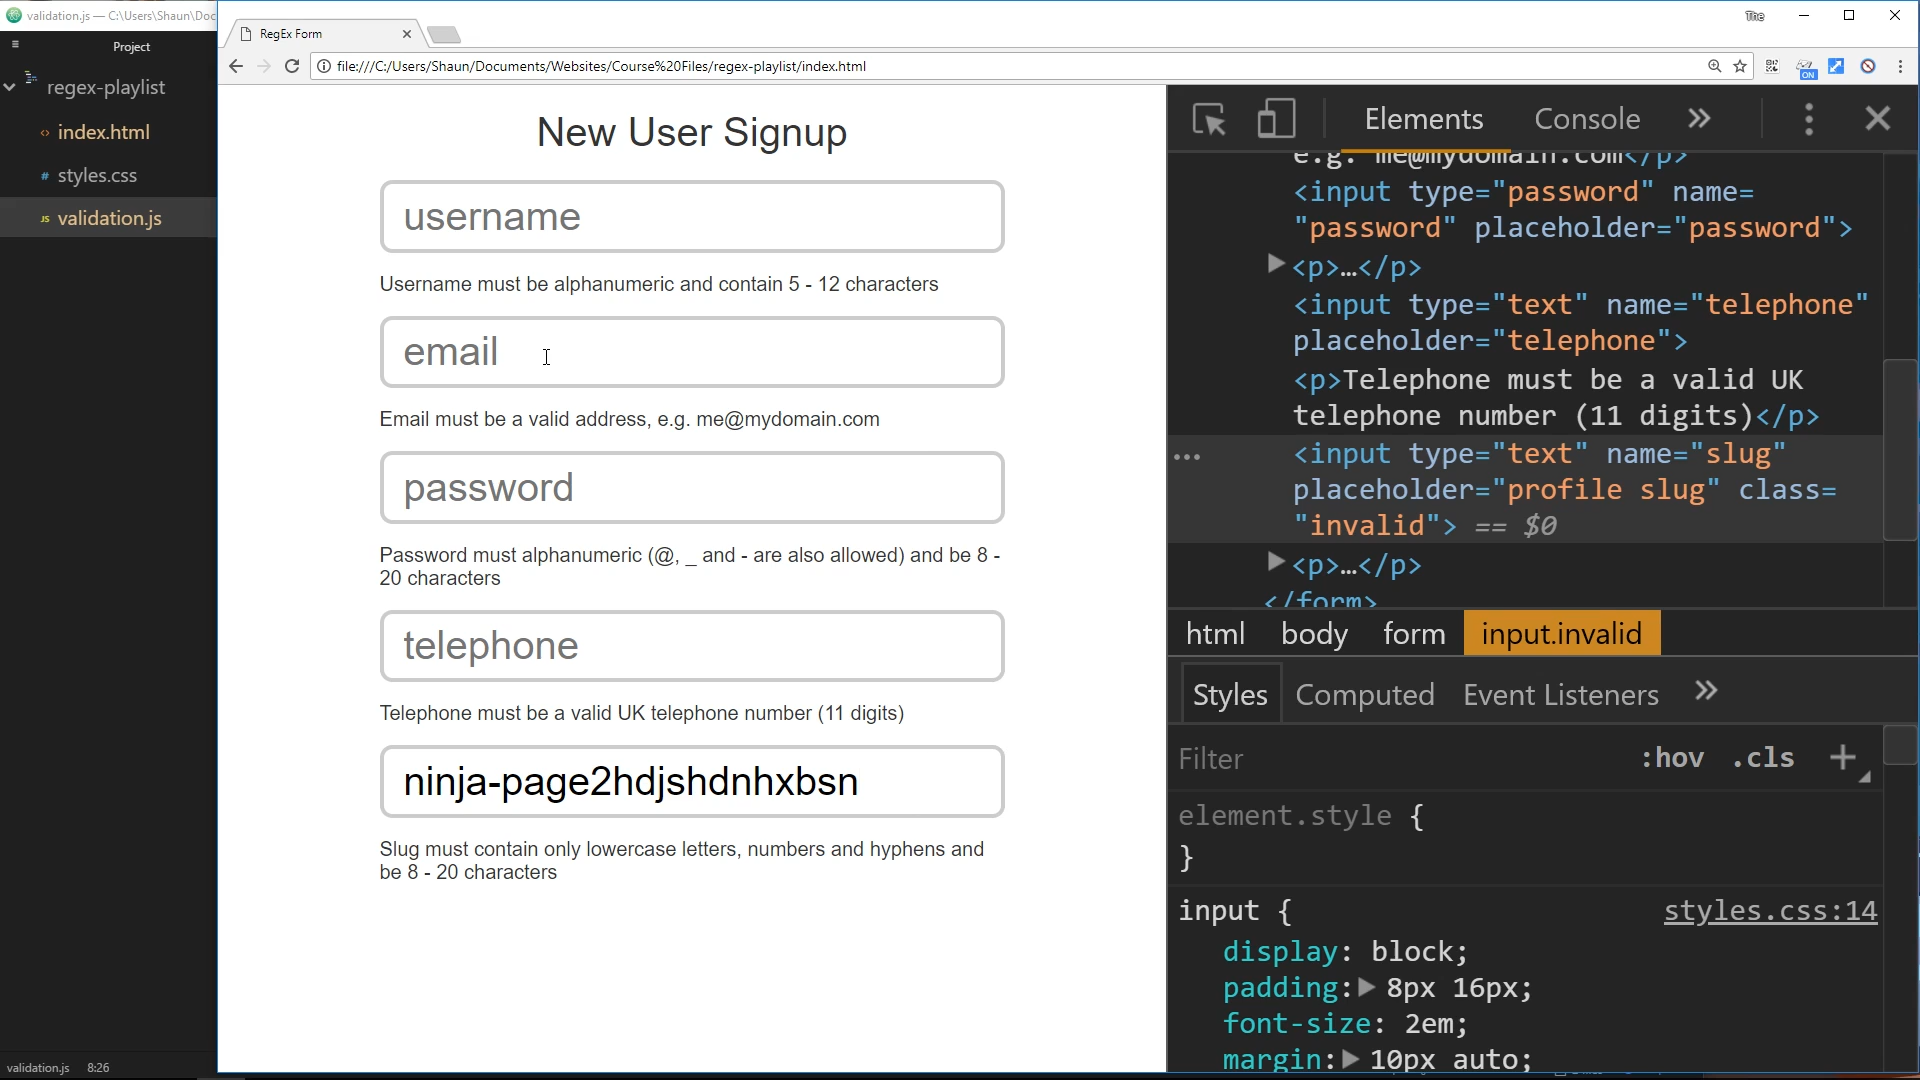 validation.js — C:\Users\Shaun\Doc
Project
regex-playlist
index.html
styles.css
validation.js
validation.js 8:26
RegEx Form
The
file:///C:/Users/Shaun/Documents/Websites/Course%20Files/regex-playlist/index.html
ON
New User Signup
username
Username must be alphanumeric and contain 5 - 12 characters
email
Email must be a valid address, e.g. me@mydomain.com
password
Password must alphanumeric (@, _ and - are also allowed) and be 8 -
20 characters
telephone
Telephone must be a valid UK telephone number (11 digits)
ninja-page2hdjshdnhxbsn
Slug must contain only lowercase letters, numbers and hyphens and
be 8 - 20 characters
Elements Console
e.g. me@mydomain.com</p>
<input type="password" name=
"password" placeholder="password">
<p>…</p>
<input type="text" name="telephone"
placeholder="telephone">
<p>Telephone must be a valid UK
telephone number (11 digits)</p>
<input type="text" name="slug"
placeholder="profile slug" class=
"invalid"> == $0
<p>…</p>
</form>
html body form input.invalid
Styles Computed Event Listeners
Filter :hov .cls +
element.style {
}
input { styles.css:14
display: block;
padding: 8px 16px;
font-size: 2em;
margin: 10px auto;